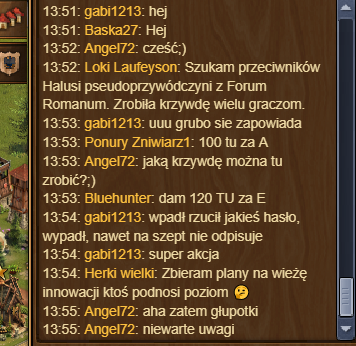 13:51: gabi1213: hej
13:51: Baska27: Hej
13:52: Angel72: cześć;)
13:52: Loki Laufeyson: Szukam przeciwników
Halusi pseudoprzywódczyni z Forum
Romanum. Zrobiła krzywdę wielu graczom.
13:53: gabi1213: uuu grubo sie zapowiada
13:53: Ponury Zniwiarz1: 100 tu za A
13:53: Angel72: jaką krzywdę można tu
zrobić?;)
13:53: Bluehunter: dam 120 TU za E
13:54: gabi1213: wpadł rzucił jakieś hasło,
wypadł, nawet na szept nie odpisuje
13:54: gabi1213: super akcja
13:54: Herki wielki: Zbieram plany na wieżę
innowacji ktoś podnosi poziom 🤔
13:55: Angel72: aha zatem głupotki
13:55: Angel72: niewarte uwagi